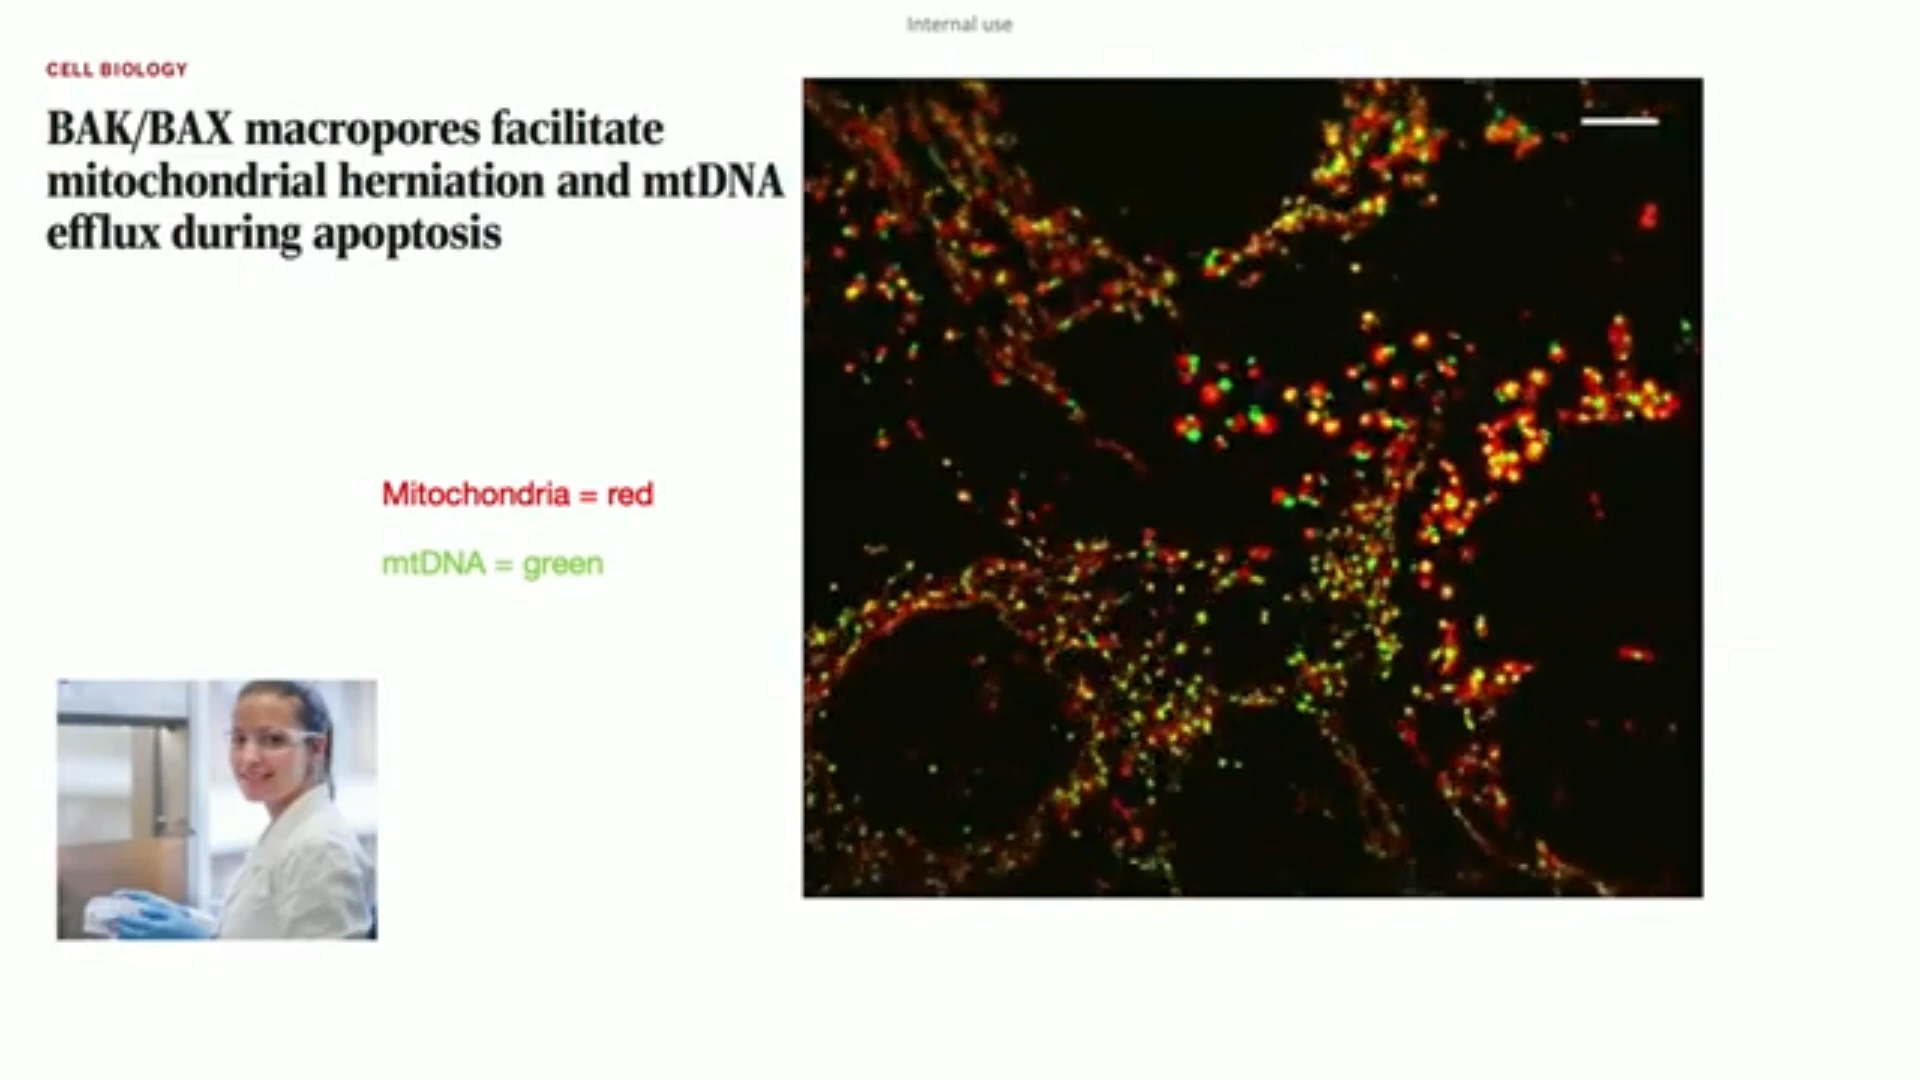 Internal use
CELL BIOLOGY
BAK/BAX macropores facilitate
mitochondrial herniation and mtDNA
efflux during apoptosis
Mitochondria = red
mtDNA = green